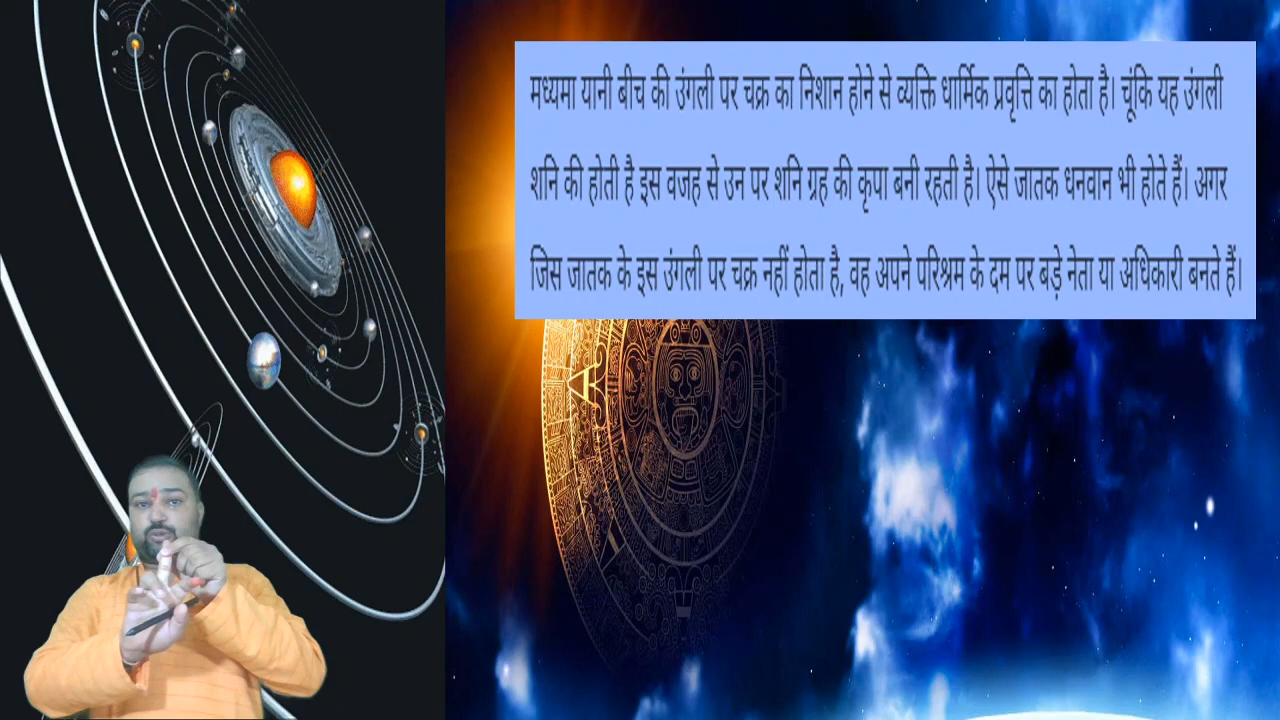 मध्यमा यानी बीच की उंगली पर चक्र का निशान होने से व्यक्ति धार्मिक प्रवृत्ति का होता है। चूंकि यह उंगली
शनि की होती है इस वजह से उन पर शनि ग्रह की कृपा बनी रहती है। ऐसे जातक धनवान भी होते हैं। अगर
जिस जातक के इस उंगली पर चक्र नहीं होता है, वह अपने परिश्रम के दम पर बड़े नेता या अधिकारी बनते हैं।